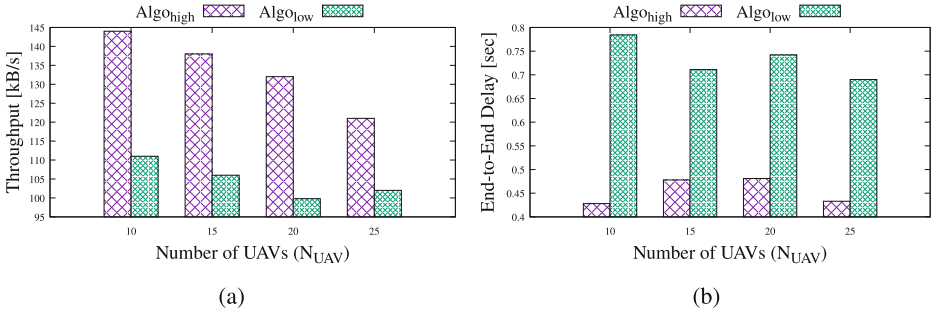 Algohigh Algolow
Throughput [kB/s]
145
140
135
130
125
120
115
110
105
100
95
10 15 20 25
Number of UAVs (NUAV)
(a)
Algohigh Algolow
End-to-End Delay [sec]
0.8
0.75
0.7
0.65
0.6
0.55
0.5
0.45
0.4
10 15 20 25
Number of UAVs (NUAV)
(b)